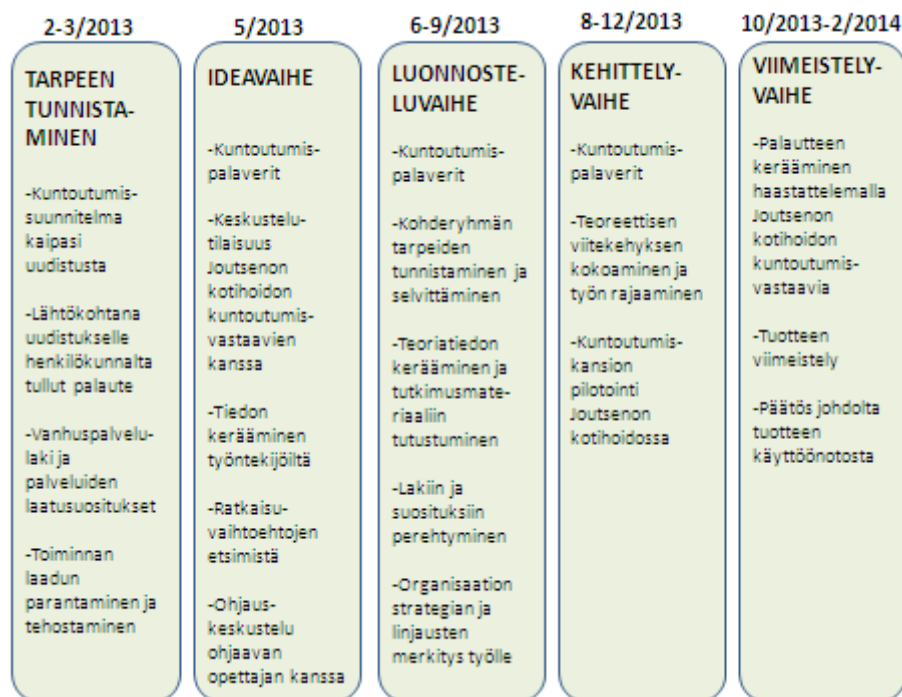 2-3/2013
TARPEEN
TUNNISTA-
MINEN
-Kuntoutumis-
suunnitelma
kaipasi
uudistusta
-Lähtökohtana
uudistukselle
henkilökunnalta
tullut palaute
-Vanhuspalvelu-
laki ja
palveluiden
laatusuositukset
-Toiminnan
laadun
parantaminen ja
tehostaminen
5/2013
IDEAVAIHE
-Kuntoutumis-
palaverit
-Keskustelu-
tilaisuus
Joutsenon
kotihoidon
kuntoutumis-
vastaavien
kanssa
-Tiedon
kerääminen
työntekijöiltä
-Ratkaisu-
vaihtoehtojen
etsimistä
-Ohjaus-
keskustelu
ohjaavan
opettajan kanssa
6-9/2013
LUONNOS-
TELUVAIHE
-Kuntoutumis-
palaverit
-Kohderyhmän
tarpeiden
tunnistaminen ja
selvittäminen
-Teoriatiedon
kerääminen ja
tutkimusmate-
riaaliin
tutustuminen
-Lakiin ja
suosituksiin
perehtyminen
-Organisaation
strategian ja
linjausten
merkitys työlle
8-12/2013
KEHITTELY-
VAIHE
-Kuntoutumis-
palaverit
-Teoreettisen
viitekehyksen
kokoaminen ja
työn rajaaminen
-Kuntoutumis-
kansion
pilotointi
Joutsenon
kotihoidossa
10/2013-2/2014
VIIMEISTELY-
VAIHE
-Palautteen
kerääminen
haastattelemalla
Joutsenon
kotihoidon
kuntoutumis-
vastaavia
-Tuotteen
viimeistely
-Päätös johdolta
tuotteen
käyttöönotosta